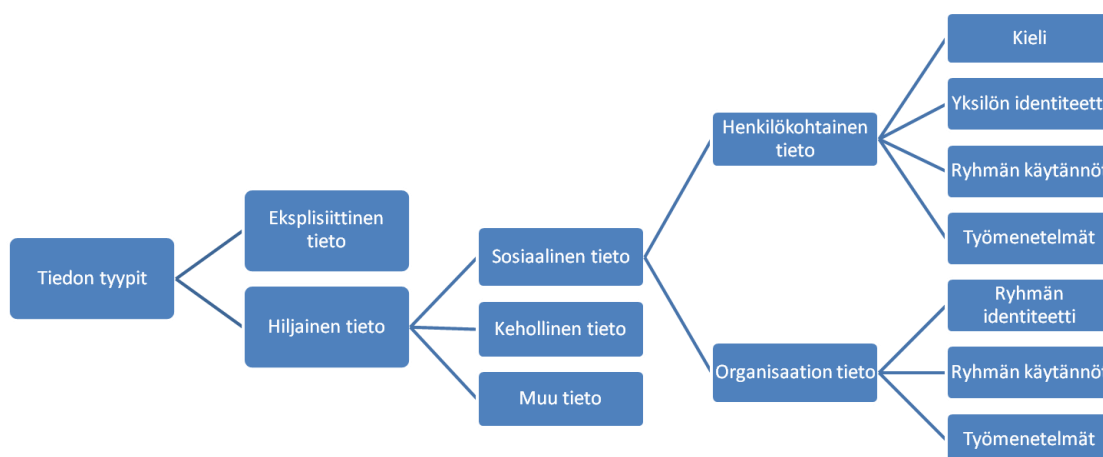 Tiedon tyypit
Eksplisiittinen
tieto
Hiljainen tieto
Sosiaalinen tieto
Kehollinen tieto
Muu tieto
Henkilökohtainen
tieto
Organisaation tieto
Kieli
Yksilön identiteetti
Ryhmän käytännöt
Työmenetelmät
Ryhmän
identiteetti
Ryhmän käytännöt
Työmenetelmät